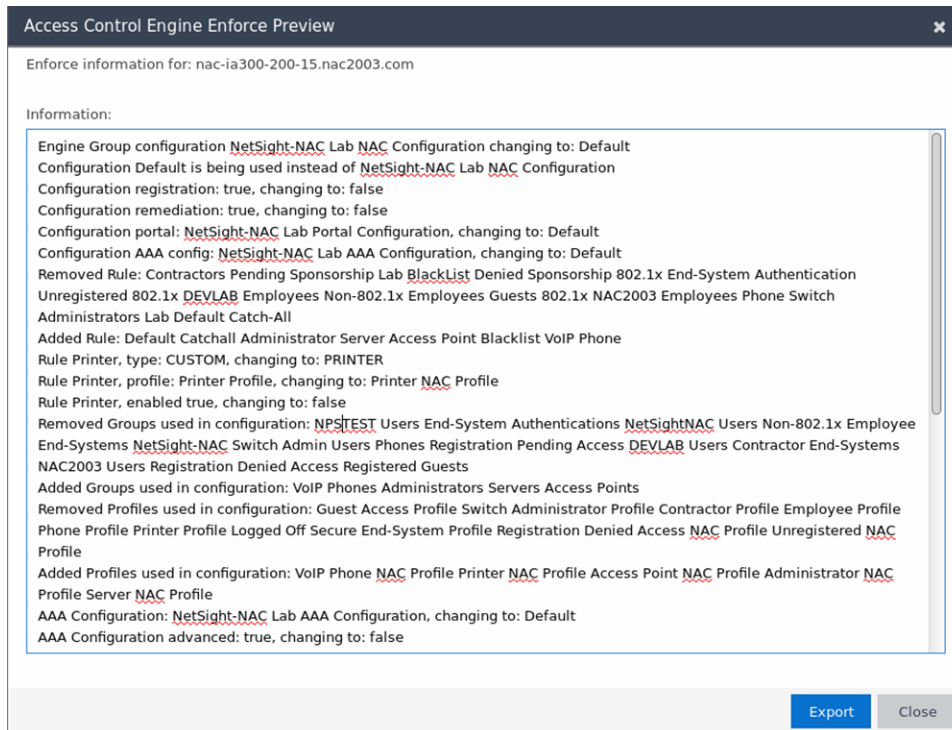 Access Control Engine Enforce Preview
Enforce information for: nac-ia300-200-15.nac2003.com
Information:
Engine Group configuration NetSight-NAC Lab NAC Configuration changing to: Default
Configuration Default is being used instead of NetSight-NAC Lab NAC Configuration
Configuration registration: true, changing to: false
Configuration remediation: true, changing to: false
Configuration portal: NetSight-NAC Lab Portal Configuration, changing to: Default
Configuration AAA config: NetSight-NAC Lab AAA Configuration, changing to: Default
Removed Rule: Contractors Pending Sponsorship Lab BlackList Denied Sponsorship 802.1x End-System Authentication
Unregistered 802.1x DEVLAB Employees Non-802.1x Employees Guests 802.1x NAC2003 Employees Phone Switch
Administrators Lab Default Catch-All
Added Rule: Default Catchall Administrator Server Access Point Blacklist VoIP Phone
Rule Printer, type: CUSTOM, changing to: PRINTER
Rule Printer, profile: Printer Profile, changing to: Printer NAC Profile
Rule Printer, enabled true, changing to: false
Removed Groups used in configuration: NPSTEST Users End-System Authentications NetSightNAC Users Non-802.1x Employee
End-Systems NetSight-NAC Switch Admin Users Phones Registration Pending Access DEVLAB Users Contractor End-Systems
NAC2003 Users Registration Denied Access Registered Guests
Added Groups used in configuration: VoIP Phones Administrators Servers Access Points
Removed Profiles used in configuration: Guest Access Profile Switch Administrator Profile Contractor Profile Employee Profile
Phone Profile Printer Profile Logged Off Secure End-System Profile Registration Denied Access NAC Profile Unregistered NAC
Profile
Added Profiles used in configuration: VoIP Phone NAC Profile Printer NAC Profile Access Point NAC Profile Administrator NAC
Profile Server NAC Profile
AAA Configuration: NetSight-NAC Lab AAA Configuration, changing to: Default
AAA Configuration advanced: true, changing to: false
Export Close